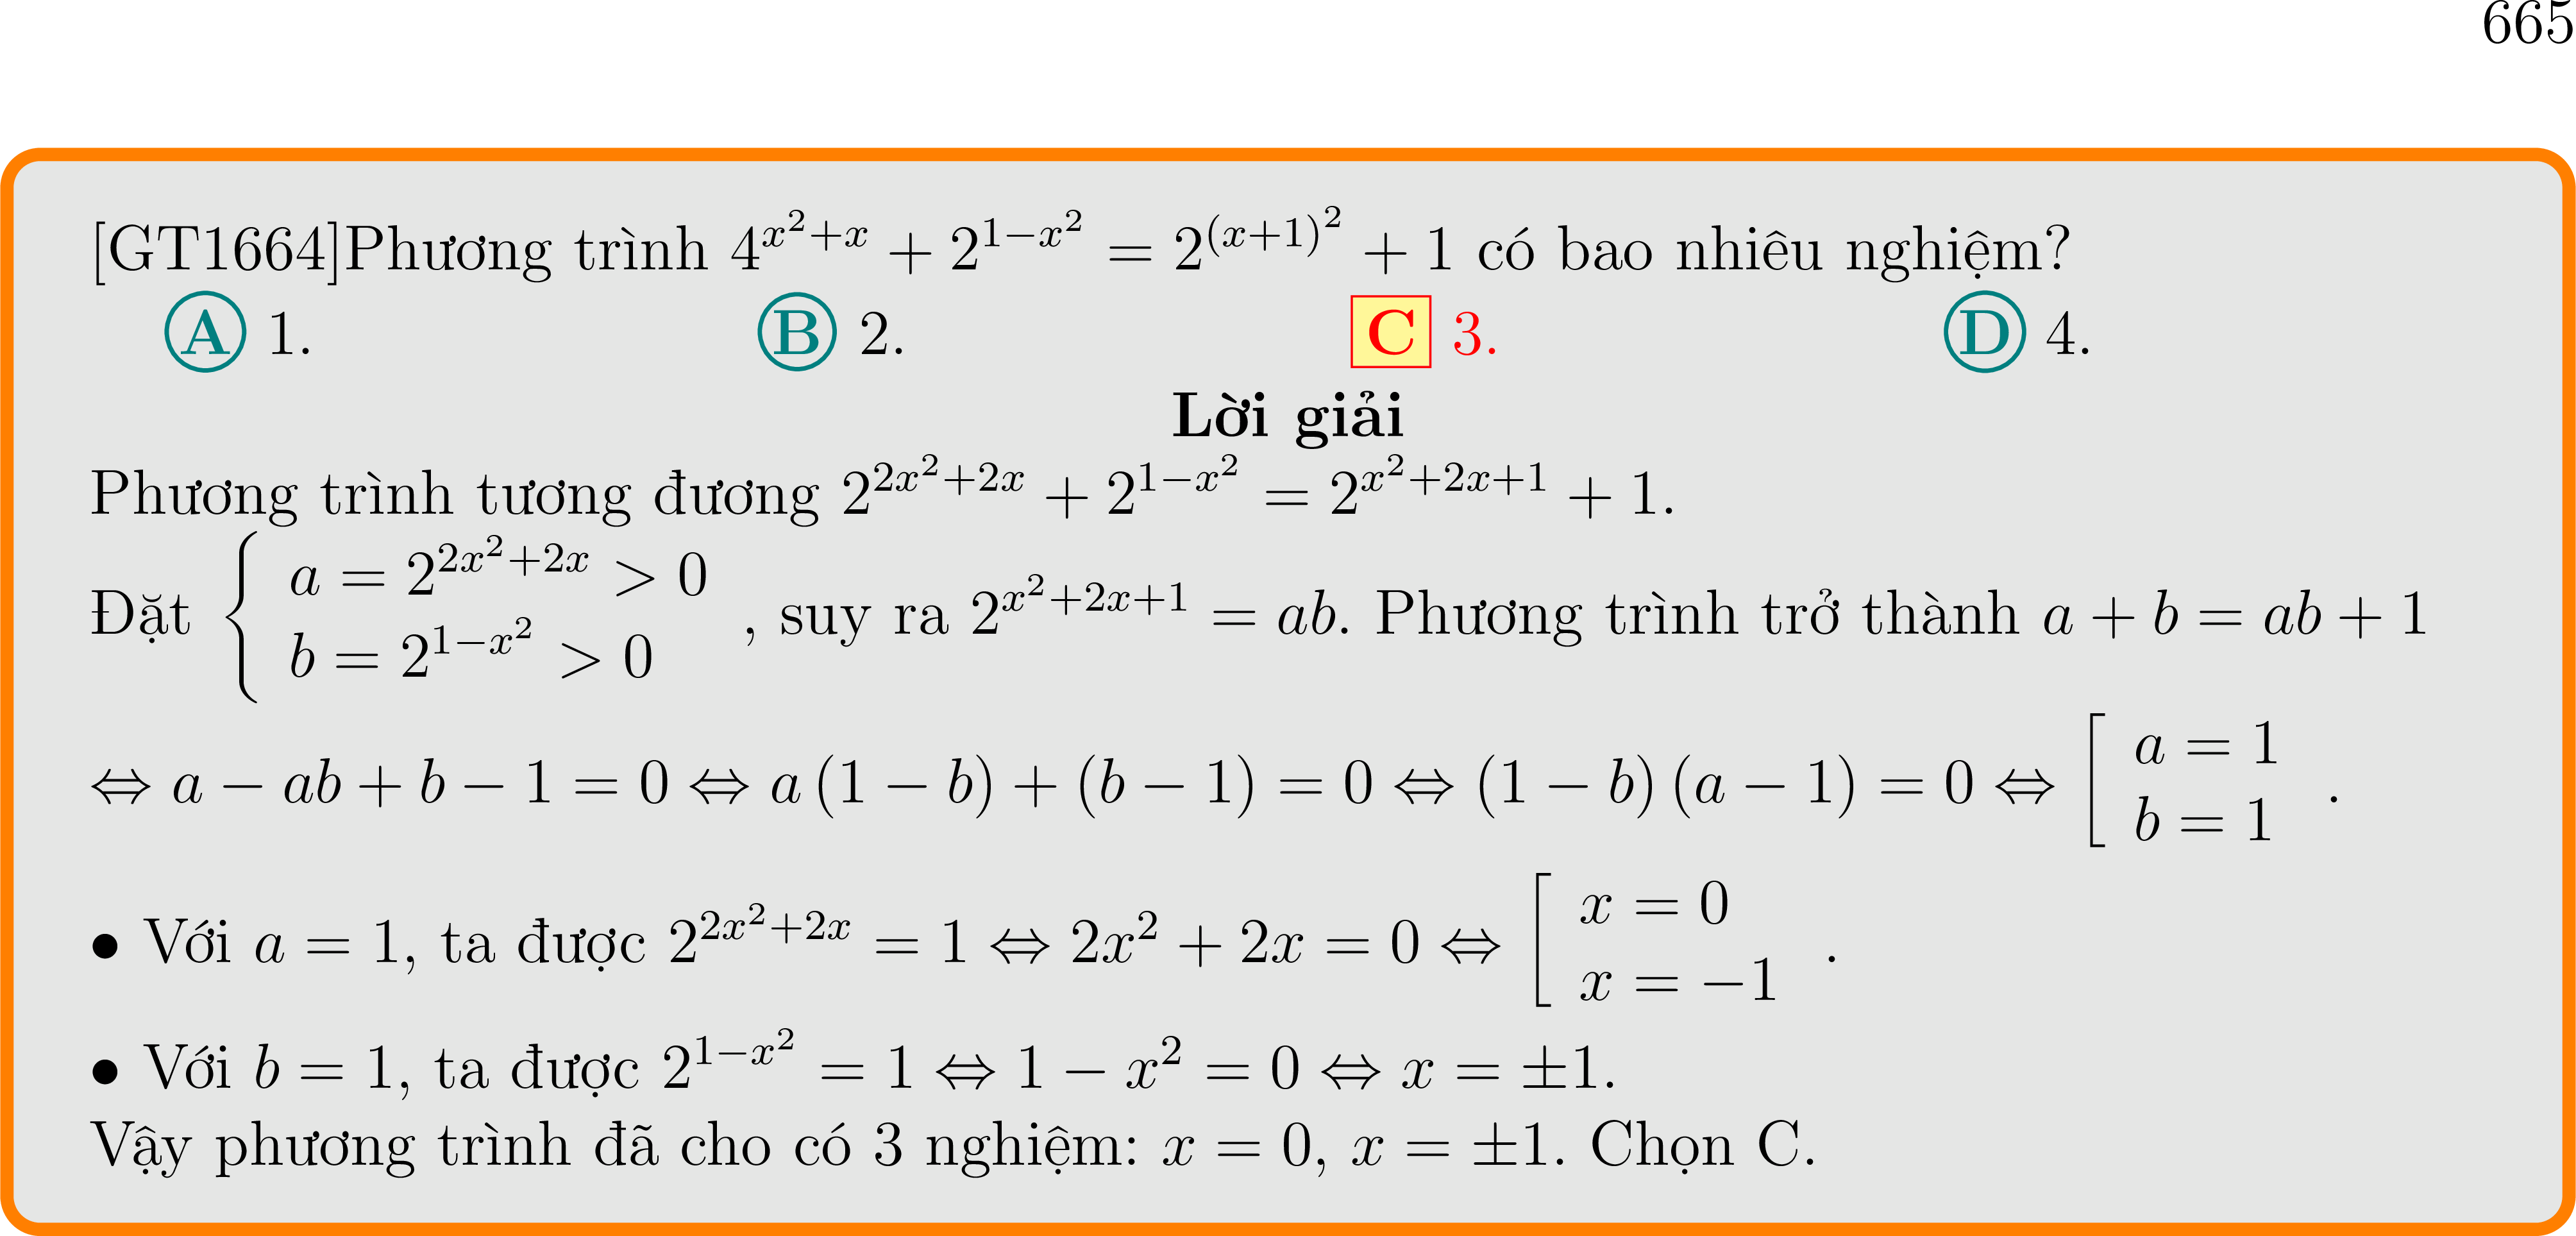 665
[GT1664]Phương trình $4^{x^2+x} + 2^{1-x^2} = 2^{(x+1)^2} + 1$ có bao nhiêu nghiệm?
A 1. B 2. C 3. D 4.
Lời giải
Phương trình tương đương $2^{2x^2+2x} + 2^{1-x^2} = 2^{x^2+2x+1} + 1$.
Đặt $\begin{cases} a = 2^{2x^2+2x} > 0 \\ b = 2^{1-x^2} > 0 \end{cases}$, suy ra $2^{x^2+2x+1} = ab$. Phương trình trở thành $a + b = ab + 1$
$\Leftrightarrow a - ab + b - 1 = 0 \Leftrightarrow a(1 - b) + (b - 1) = 0 \Leftrightarrow (1 - b)(a - 1) = 0 \Leftrightarrow \left[\begin{array}{l} a = 1 \\ b = 1 \end{array}\right.$.
• Với $a = 1$, ta được $2^{2x^2+2x} = 1 \Leftrightarrow 2x^2 + 2x = 0 \Leftrightarrow \left[\begin{array}{l} x = 0 \\ x = -1 \end{array}\right.$.
• Với $b = 1$, ta được $2^{1-x^2} = 1 \Leftrightarrow 1 - x^2 = 0 \Leftrightarrow x = \pm 1$.
Vậy phương trình đã cho có 3 nghiệm: $x = 0$, $x = \pm 1$. Chọn C.